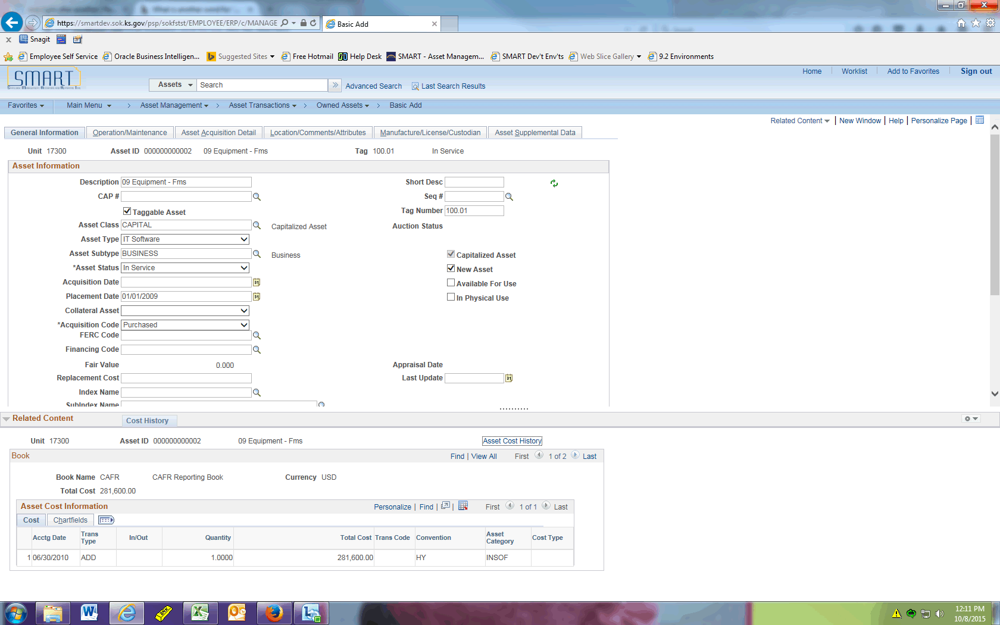 https://smartdev.sok.ks.gov/psp/sokfstst/EMPLOYEE/ERP/c/MANAGE
Basic Add
Snagit
Employee Self Service
Oracle Business Intelligen...
Suggested Sites
Free Hotmail
Help Desk
SMART - Asset Managem...
SMART Dev't Env'ts
Web Slice Gallery
9.2 Environments
SMART
Home
Worklist
Add to Favorites
Sign out
Assets
Search
Advanced Search
Last Search Results
Favorites
Main Menu
Asset Management
Asset Transactions
Owned Assets
Basic Add
Related Content
New Window
Help
Personalize Page
General Information
Operation/Maintenance
Asset Acquisition Detail
Location/Comments/Attributes
Manufacture/License/Custodian
Asset Supplemental Data
Unit 17300
Asset ID 000000000002
09 Equipment - Fms
Tag 100.01
In Service
Asset Information
Description 09 Equipment - Fms
Short Desc
CAP #
Seq #
Taggable Asset
Tag Number 100.01
Asset Class CAPITAL
Capitalized Asset
Auction Status
Asset Type IT Software
Asset Subtype BUSINESS
Business
Capitalized Asset
*Asset Status In Service
New Asset
Acquisition Date
Available For Use
Placement Date 01/01/2009
In Physical Use
Collateral Asset
*Acquisition Code Purchased
FERC Code
Financing Code
Fair Value 0.000
Appraisal Date
Replacement Cost
Last Update
Index Name
SubIndex Name
Related Content
Cost History
Unit 17300
Asset ID 000000000002
09 Equipment - Fms
Asset Cost History
Book
Find | View All
First 1 of 2 Last
Book Name CAFR
CAFR Reporting Book
Currency USD
Total Cost 281,600.00
Asset Cost Information
Personalize | Find |
First 1 of 1 Last
Cost
Chartfields
Acctg Date
Trans Type
In/Out
Quantity
Total Cost
Trans Code
Convention
Asset Category
Cost Type
1 06/30/2010 ADD 1.0000 281,600.00 HY INSOF
12:11 PM
10/8/2015